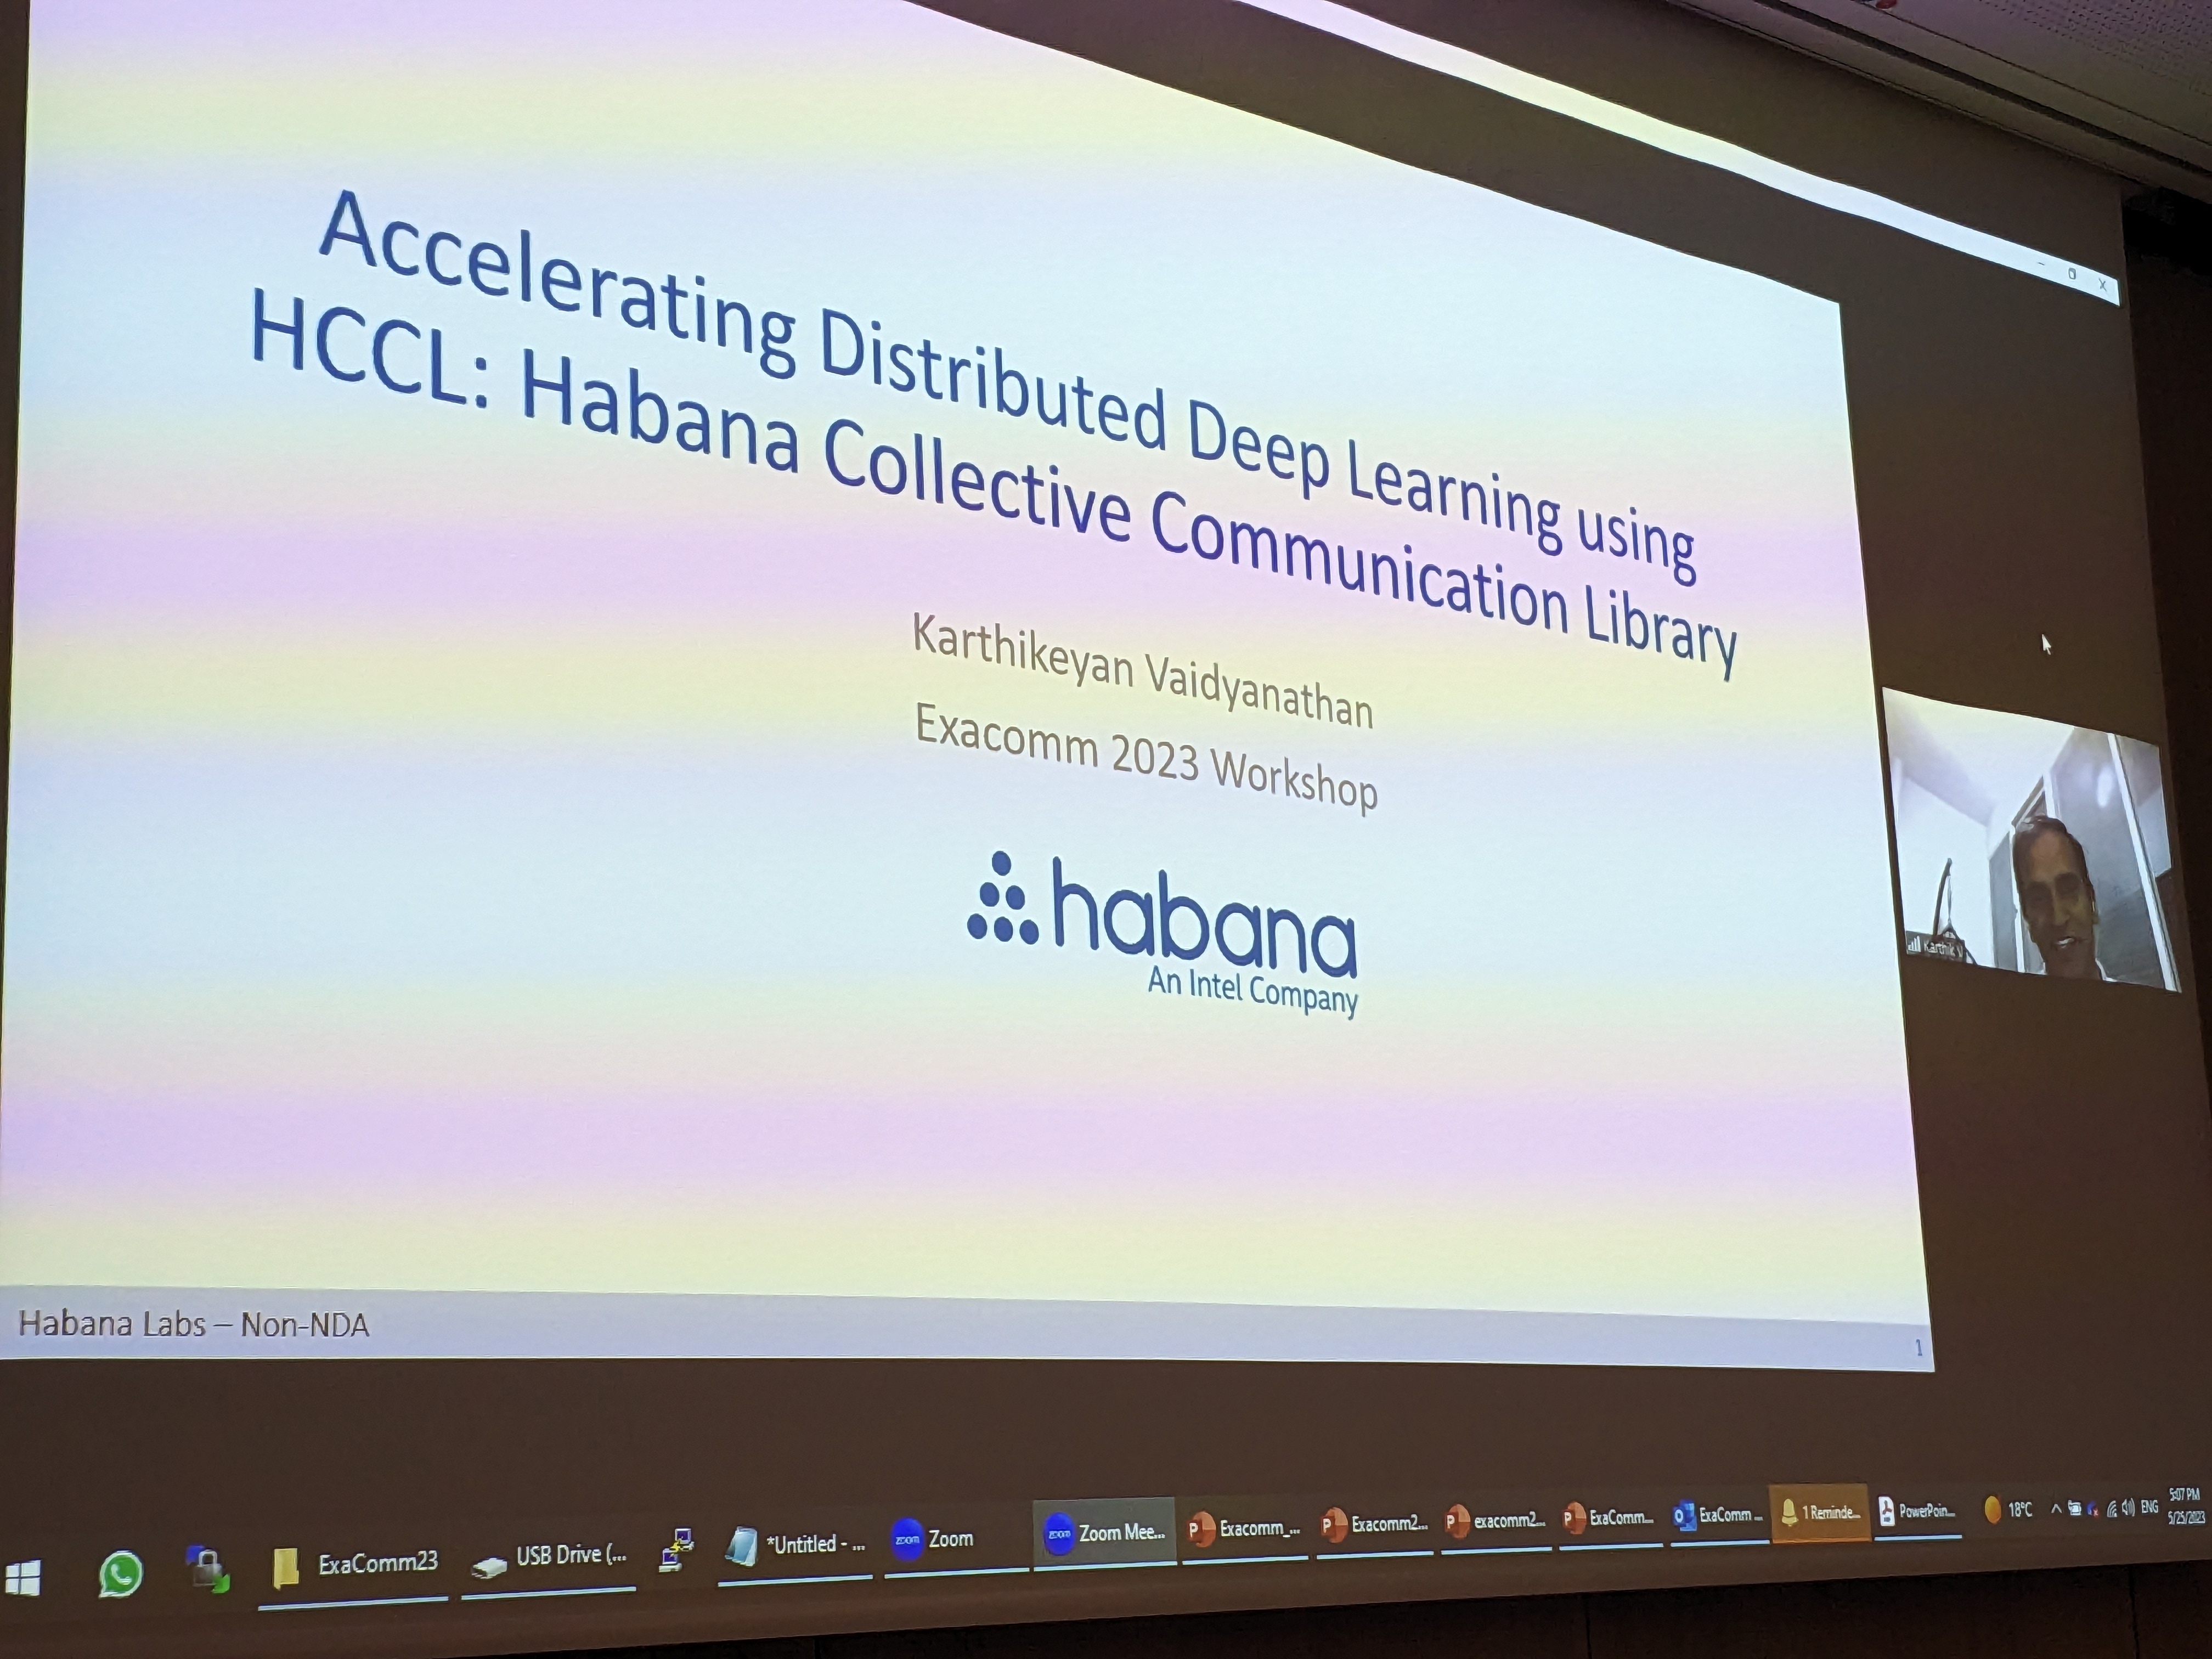 Accelerating Distributed Deep Learning using
HCCL: Habana Collective Communication Library
Karthikeyan Vaidyanathan
Exacomm 2023 Workshop
habana
An Intel Company
Karthik V
Habana Labs – Non-NDA
1
ExaComm23
USB Drive (...
*Untitled - ...
zoom
Zoom
zoom
Zoom Mee...
Exacomm_...
Exacomm2...
exacomm2...
ExaComm...
ExaComm ...
1 Reminde...
PowerPoin...
18°C
ENG
5:07 PM
5/25/2023